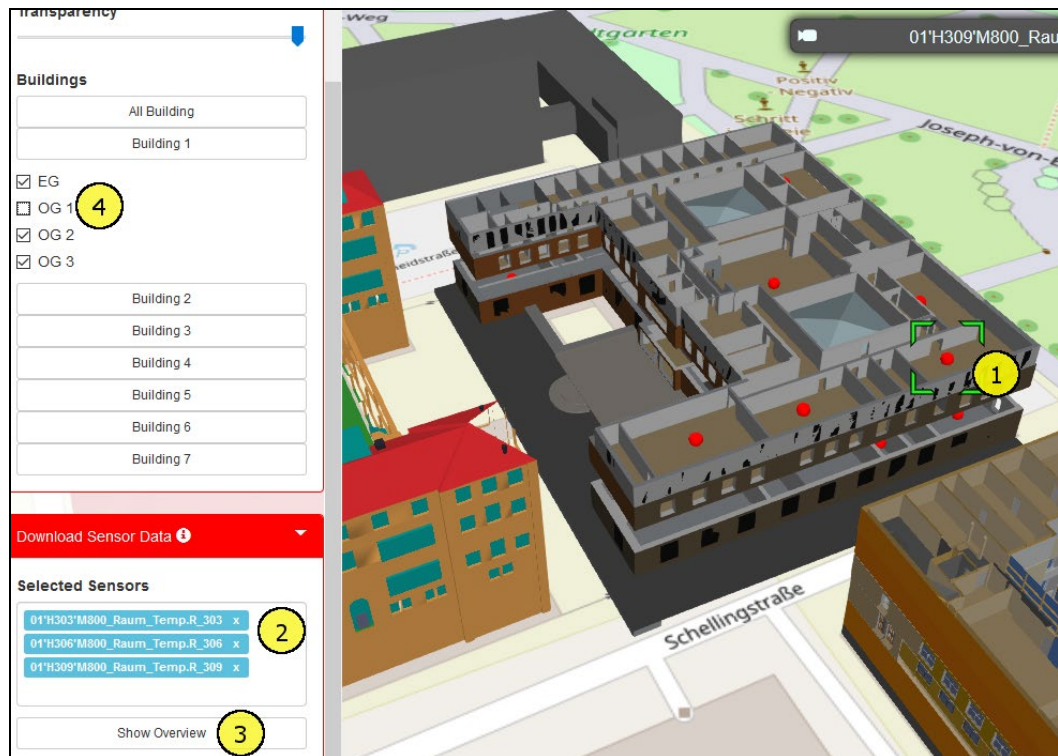 Transparency
Buildings
All Building
Building 1
EG
OG 1
4
OG 2
OG 3
Building 2
Building 3
Building 4
Building 5
Building 6
Building 7
Download Sensor Data
Selected Sensors
01'H303'M800_Raum_Temp.R_303 x
01'H306'M800_Raum_Temp.R_306 x
01'H309'M800_Raum_Temp.R_309 x
2
Show Overview
3
-Weg
tgarten
01'H309'M800_Rau
Positiv
Negativ
Schritt
Joseph-von-
heidstraße
1
Schellingstraße